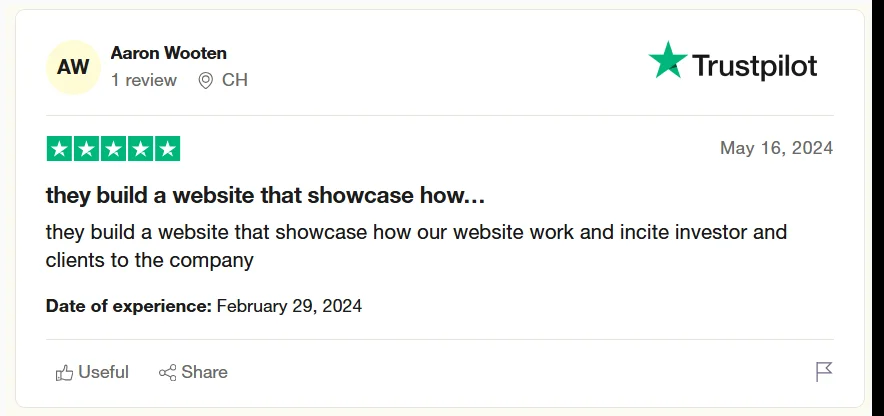 AW
Aaron Wooten
1 review CH
Trustpilot
May 16, 2024
they build a website that showcase how...
they build a website that showcase how our website work and incite investor and
clients to the company
Date of experience: February 29, 2024
Useful Share